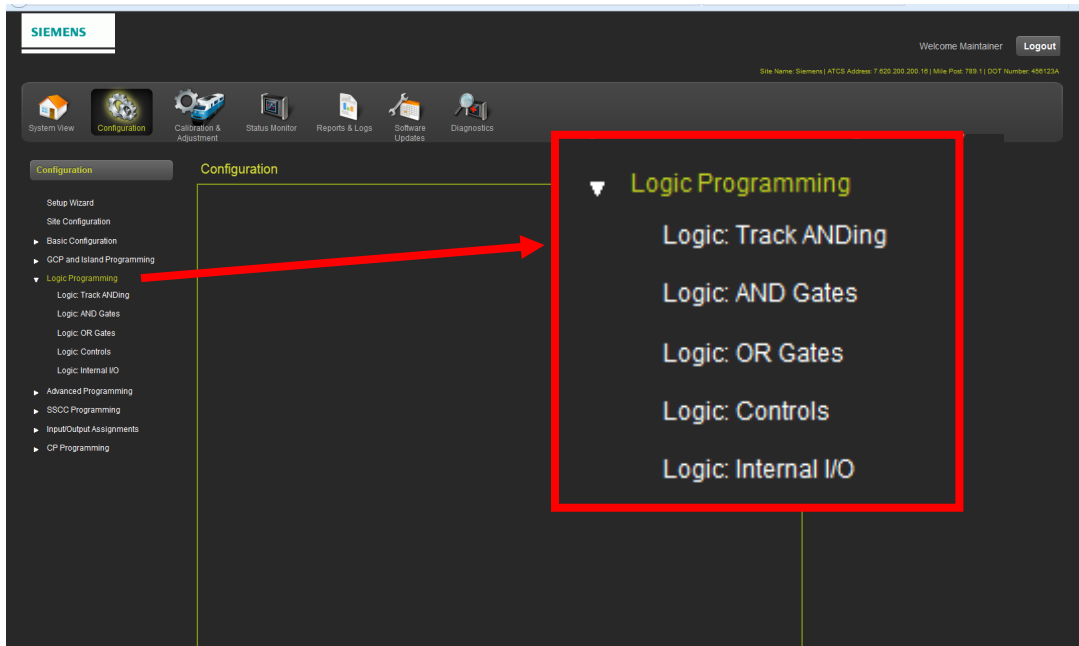 SIEMENS
Welcome Maintainer
Logout
Site Name: Siemens | ATCS Address: 7.620.200.200.16 | Mile Post: 789.1 | DOT Number: 456123A
System View
Configuration
Calibration &
Adjustment
Status Monitor
Reports & Logs
Software
Updates
Diagnostics
Configuration
Setup Wizard
Site Configuration
Basic Configuration
GCP and Island Programming
Logic Programming
Logic: Track ANDing
Logic: AND Gates
Logic: OR Gates
Logic: Controls
Logic: Internal I/O
Advanced Programming
SSCC Programming
Input/Output Assignments
CP Programming
Configuration
Logic Programming
Logic: Track ANDing
Logic: AND Gates
Logic: OR Gates
Logic: Controls
Logic: Internal I/O